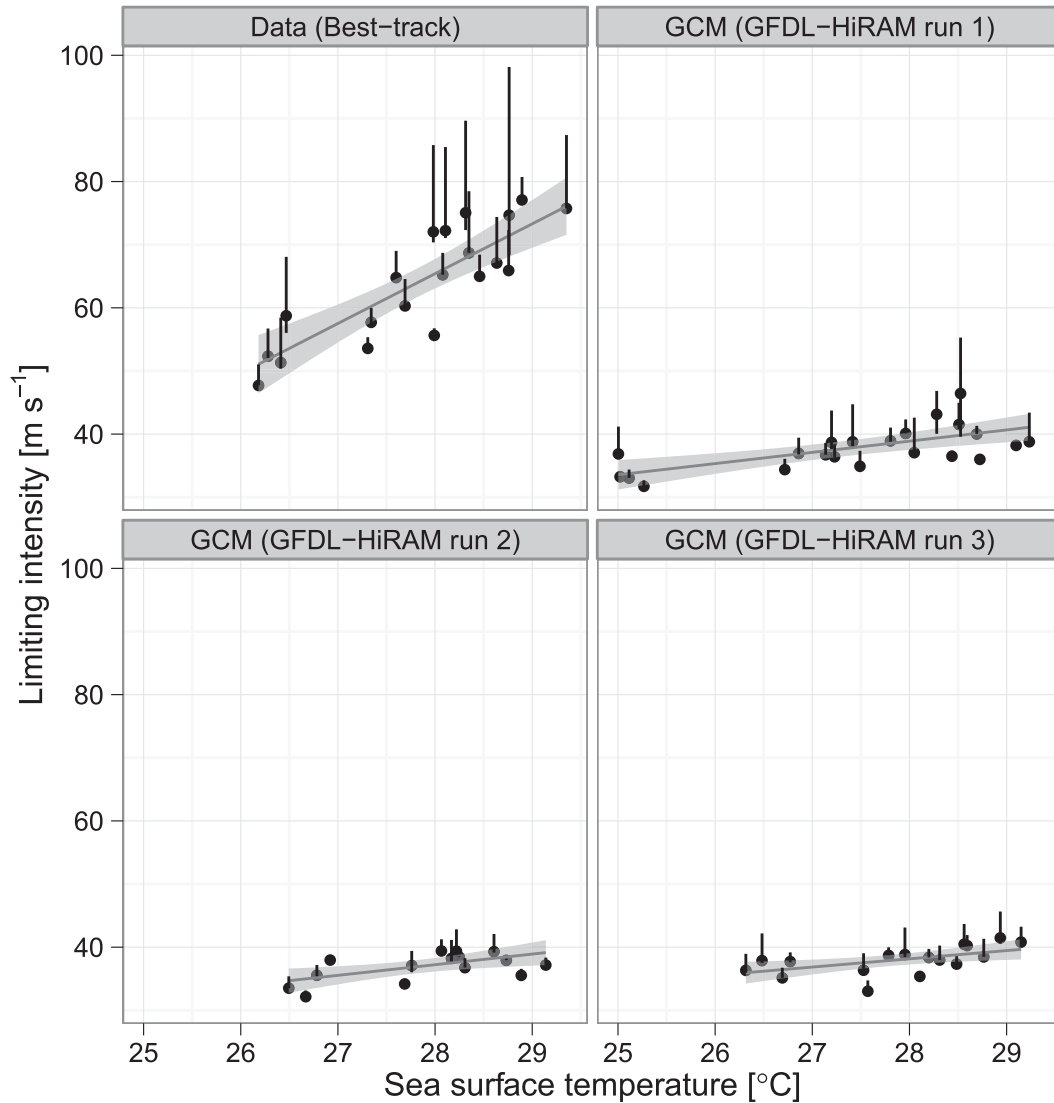 Data (Best−track)
GCM (GFDL−HiRAM run 1)
100
80
60
40
GCM (GFDL−HiRAM run 2)
GCM (GFDL−HiRAM run 3)
100
80
60
40
25 26 27 28 29
25 26 27 28 29
Sea surface temperature [°C]
Limiting intensity [m s⁻¹]